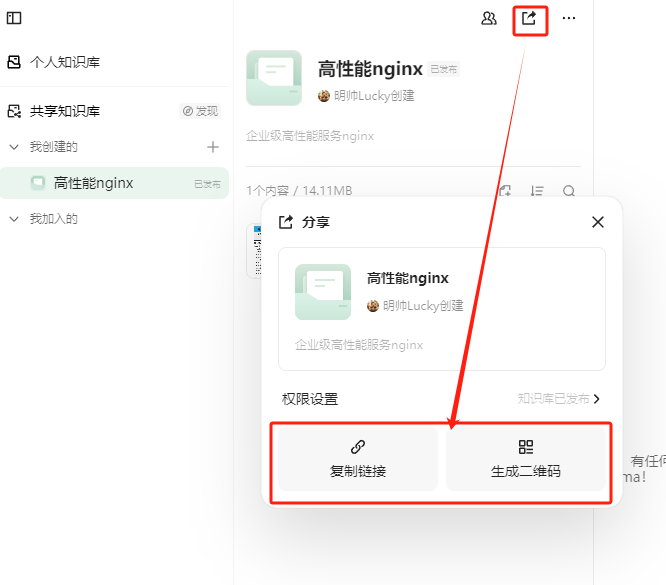 个人知识库
共享知识库
发现
我创建的
高性能nginx
已发布
我加入的
高性能nginx
已发布
明帅Lucky创建
企业级高性能服务nginx
1个内容 / 14.11MB
分享
高性能nginx
明帅Lucky创建
企业级高性能服务nginx
权限设置
知识库已发布
复制链接
生成二维码
有任何
ma!